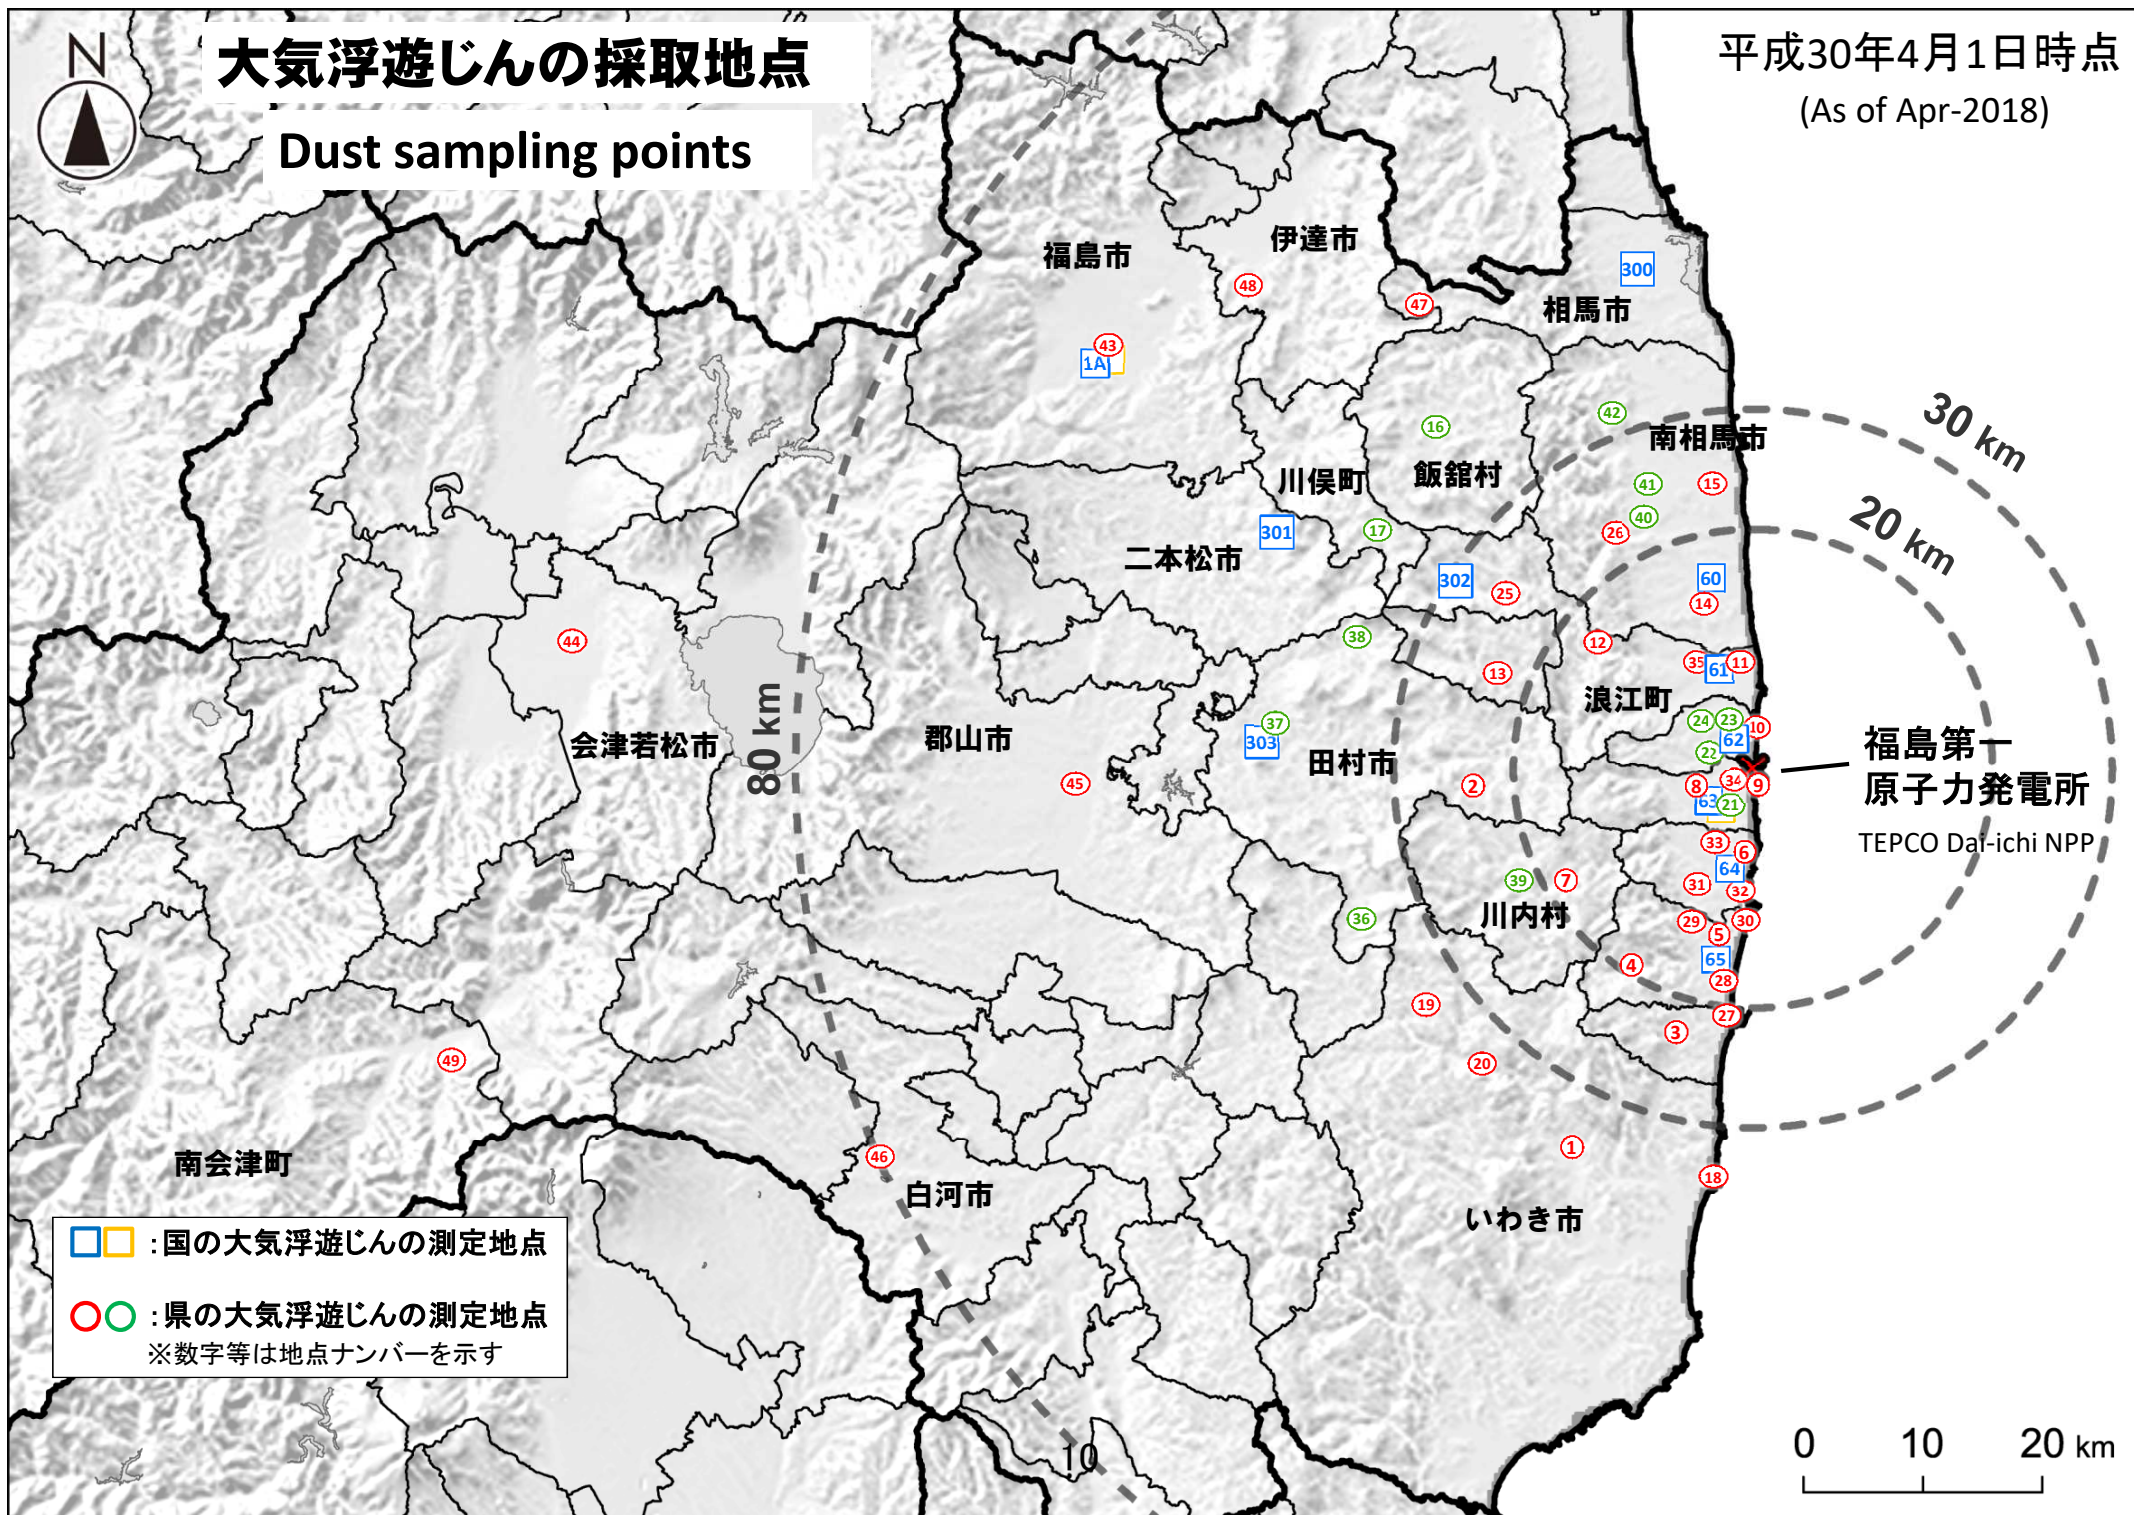 N
大気浮遊じんの採取地点
Dust sampling points
平成30年4月1日時点
(As of Apr-2018)
福島市
伊達市
相馬市
300
48
47
43
1A
42
30 km
南相馬市
16
川俣町
飯舘村
41
15
40
26
20 km
17
301
二本松市
302
25
60
14
38
12
44
13
35
61
11
浪江町
80 km
会津若松市
郡山市
37
303
田村市
24
23
10
62
22
福島第一
原子力発電所
TEPCO Dai-ichi NPP
45
2
8
34
9
63
21
33
6
64
39
7
31
32
川内村
36
29
30
5
65
4
28
19
27
3
49
20
1
46
18
南会津町
白河市
いわき市
:国の大気浮遊じんの測定地点
:県の大気浮遊じんの測定地点
※数字等は地点ナンバーを示す
10
0 10 20 km